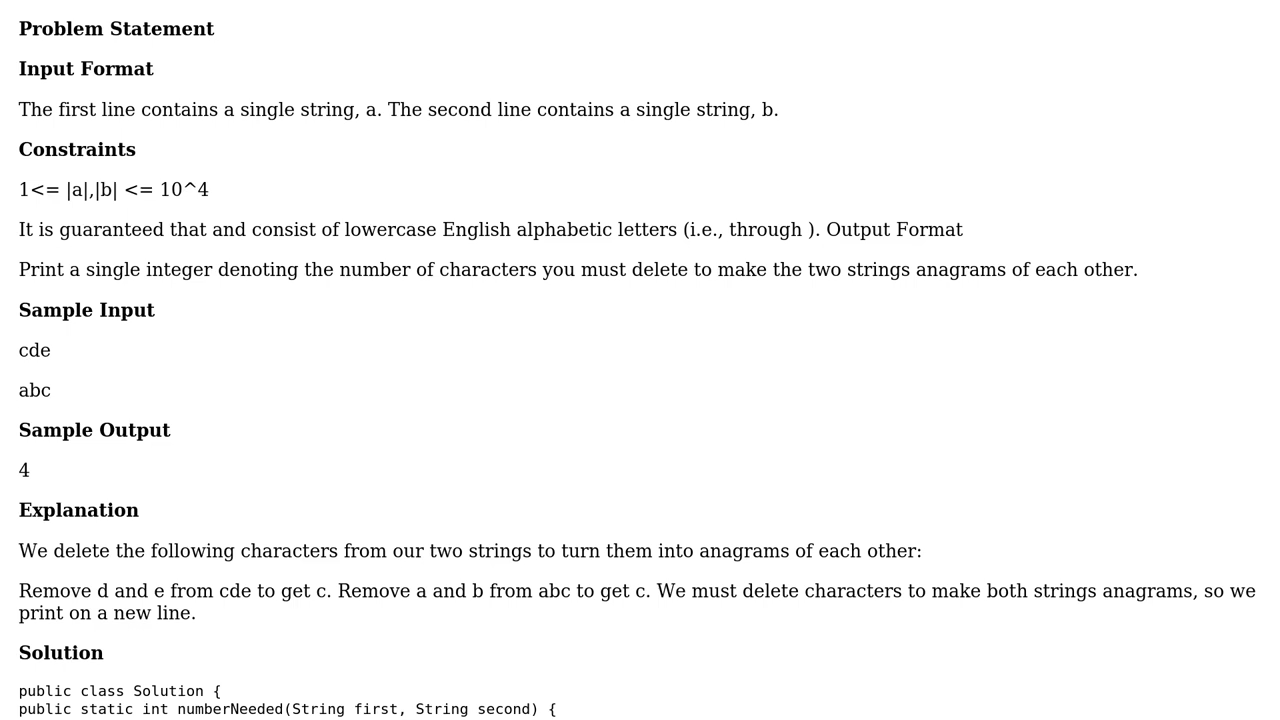 Problem Statement
Input Format
The first line contains a single string, a. The second line contains a single string, b.
Constraints
1<= |a|,|b| <= 10^4
It is guaranteed that and consist of lowercase English alphabetic letters (i.e., through ). Output Format
Print a single integer denoting the number of characters you must delete to make the two strings anagrams of each other.
Sample Input
cde
abc
Sample Output
4
Explanation
We delete the following characters from our two strings to turn them into anagrams of each other:
Remove d and e from cde to get c. Remove a and b from abc to get c. We must delete characters to make both strings anagrams, so we
print on a new line.
Solution
public class Solution {
public static int numberNeeded(String first, String second) {